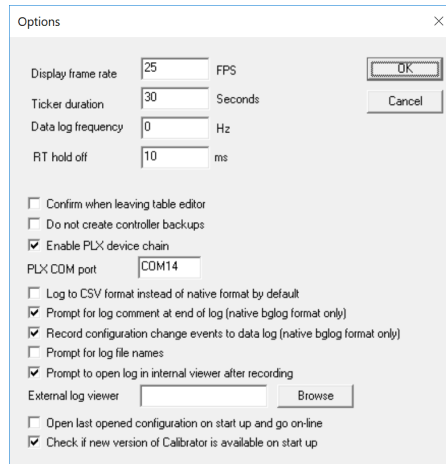 Options
Display frame rate 25 FPS OK
Ticker duration 30 Seconds Cancel
Data log frequency 0 Hz
RT hold off 10 ms
Confirm when leaving table editor
Do not create controller backups
Enable PLX device chain
PLX COM port COM14
Log to CSV format instead of native format by default
Prompt for log comment at end of log (native bglog format only)
Record configuration change events to data log (native bglog format only)
Prompt for log file names
Prompt to open log in internal viewer after recording
External log viewer Browse
Open last opened configuration on start up and go on-line
Check if new version of Calibrator is available on start up